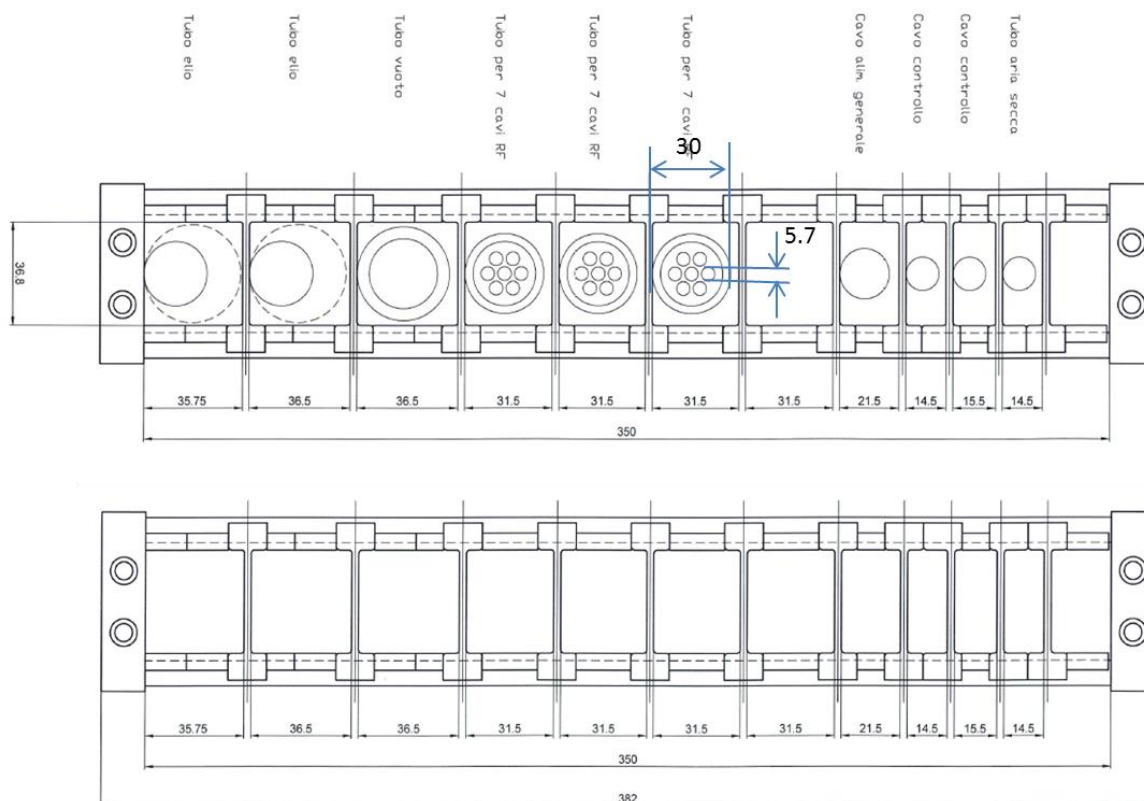 Tubo elio
Tubo elio
Tubo vuoto
Tubo per 7 cavi RF
Tubo per 7 cavi RF
Tubo per 7 cavi RF
Cavo alim. generale
Cavo controllo
Cavo controllo
Tubo aria secca
30
5.7
36.8
35.75 36.5 36.5 31.5 31.5 31.5 31.5 21.5 14.5 15.5 14.5
350
35.75 36.5 36.5 31.5 31.5 31.5 31.5 21.5 14.5 15.5 14.5
350
382